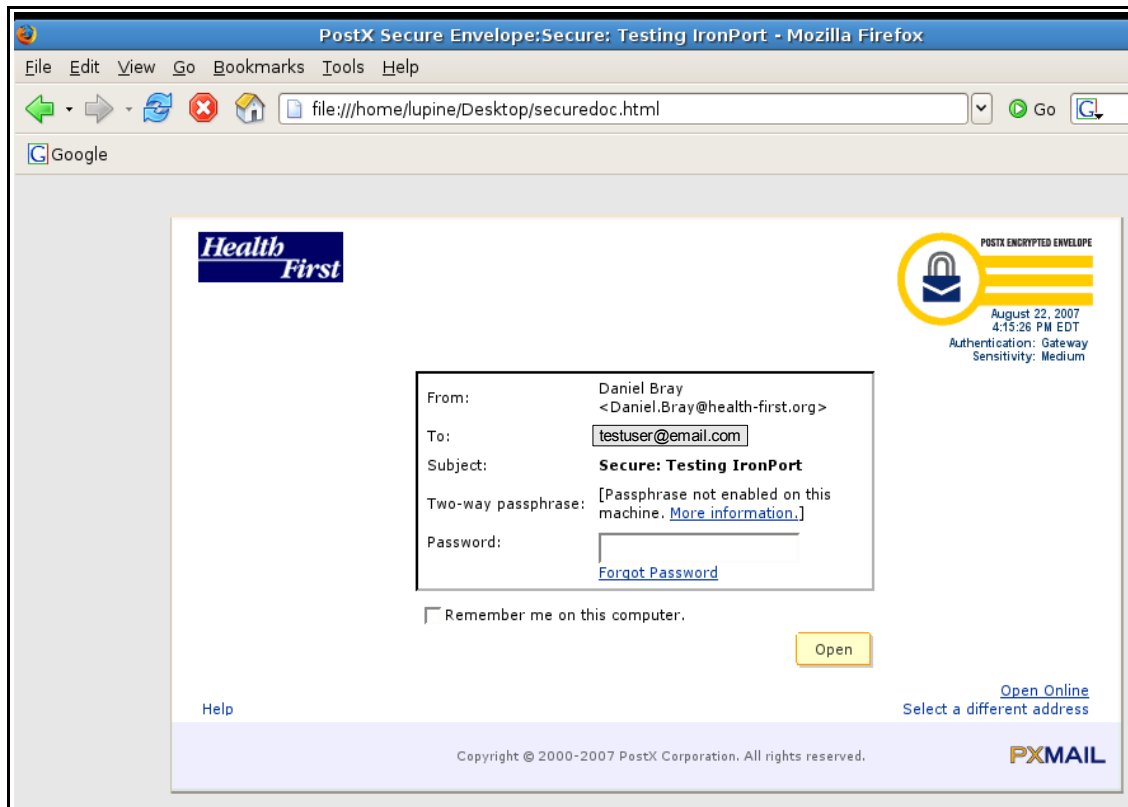 PostX Secure Envelope:Secure: Testing IronPort - Mozilla Firefox
File Edit View Go Bookmarks Tools Help
file:///home/lupine/Desktop/securedoc.html
Go
G
G Google
Health
First
POSTX ENCRYPTED ENVELOPE
August 22, 2007
4:15:26 PM EDT
Authentication: Gateway
Sensitivity: Medium
From: Daniel Bray
<Daniel.Bray@health-first.org>
To: testuser@email.com
Subject: Secure: Testing IronPort
Two-way passphrase: [Passphrase not enabled on this
machine. More information.]
Password:
Forgot Password
Remember me on this computer.
Open
Open Online
Help
Select a different address
Copyright © 2000-2007 PostX Corporation. All rights reserved.
PXMAIL